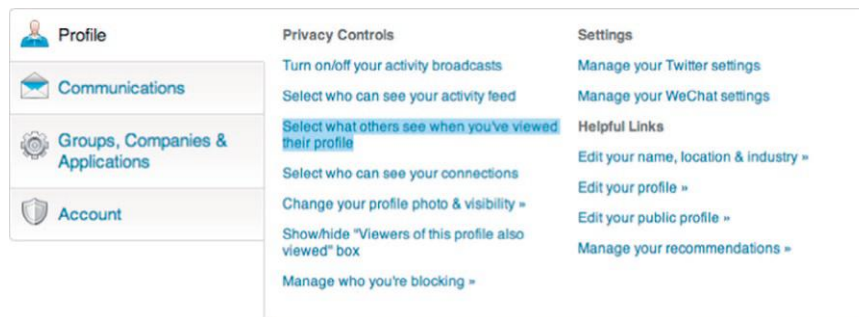 Profile
Communications
Groups, Companies &
Applications
Account
Privacy Controls
Turn on/off your activity broadcasts
Select who can see your activity feed
Select what others see when you've viewed
their profile
Select who can see your connections
Change your profile photo & visibility »
Show/hide "Viewers of this profile also
viewed" box
Manage who you're blocking »
Settings
Manage your Twitter settings
Manage your WeChat settings
Helpful Links
Edit your name, location & industry »
Edit your profile »
Edit your public profile »
Manage your recommendations »